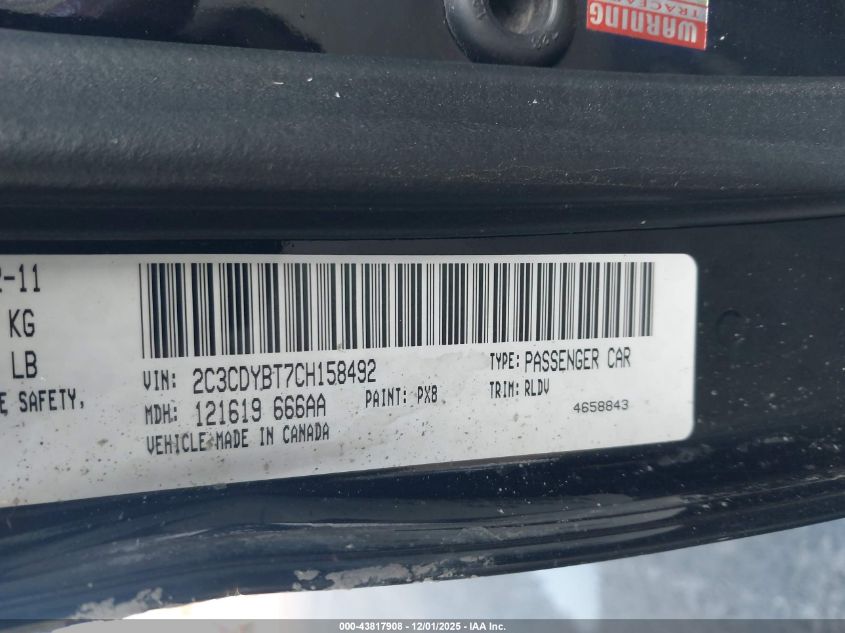 WARNING
TRACEAB
2-11
KG
LB
E SAFETY,
VIN: 2C3CDYBT7CH158492
TYPE: PASSENGER CAR
MDH: 121619 666AA
PAINT: PX8
TRIM: RLDV
4658843
VEHICLE MADE IN CANADA
000-43817908 - 12/01/2025 - IAA Inc.